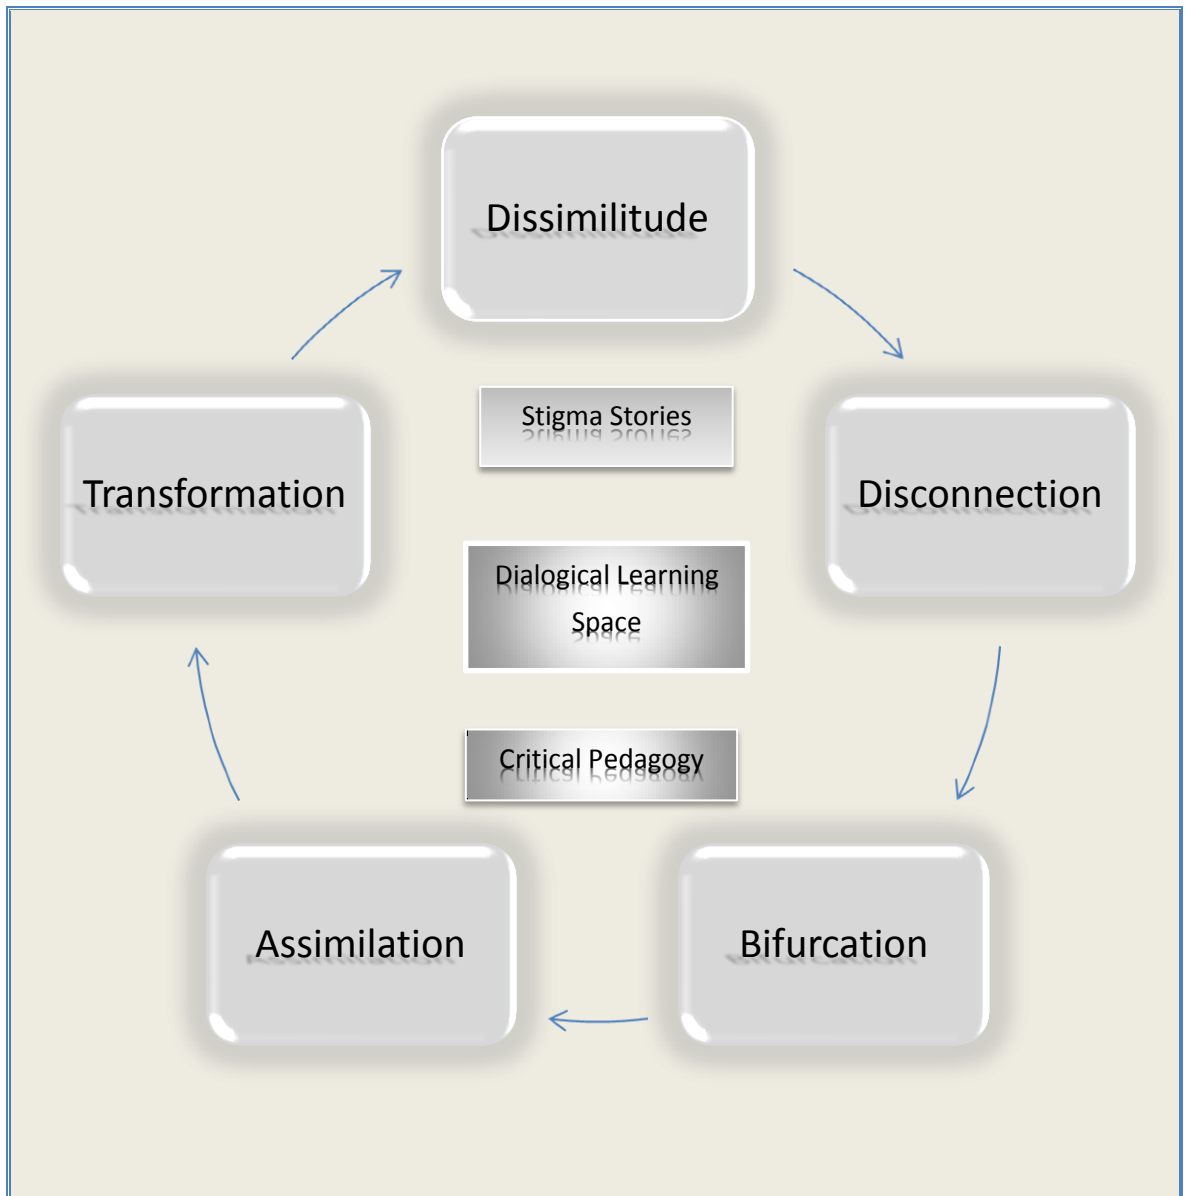 Dissimilitude
Stigma Stories
Transformation
Disconnection
Dialogical Learning
Space
Critical Pedagogy
Assimilation
Bifurcation